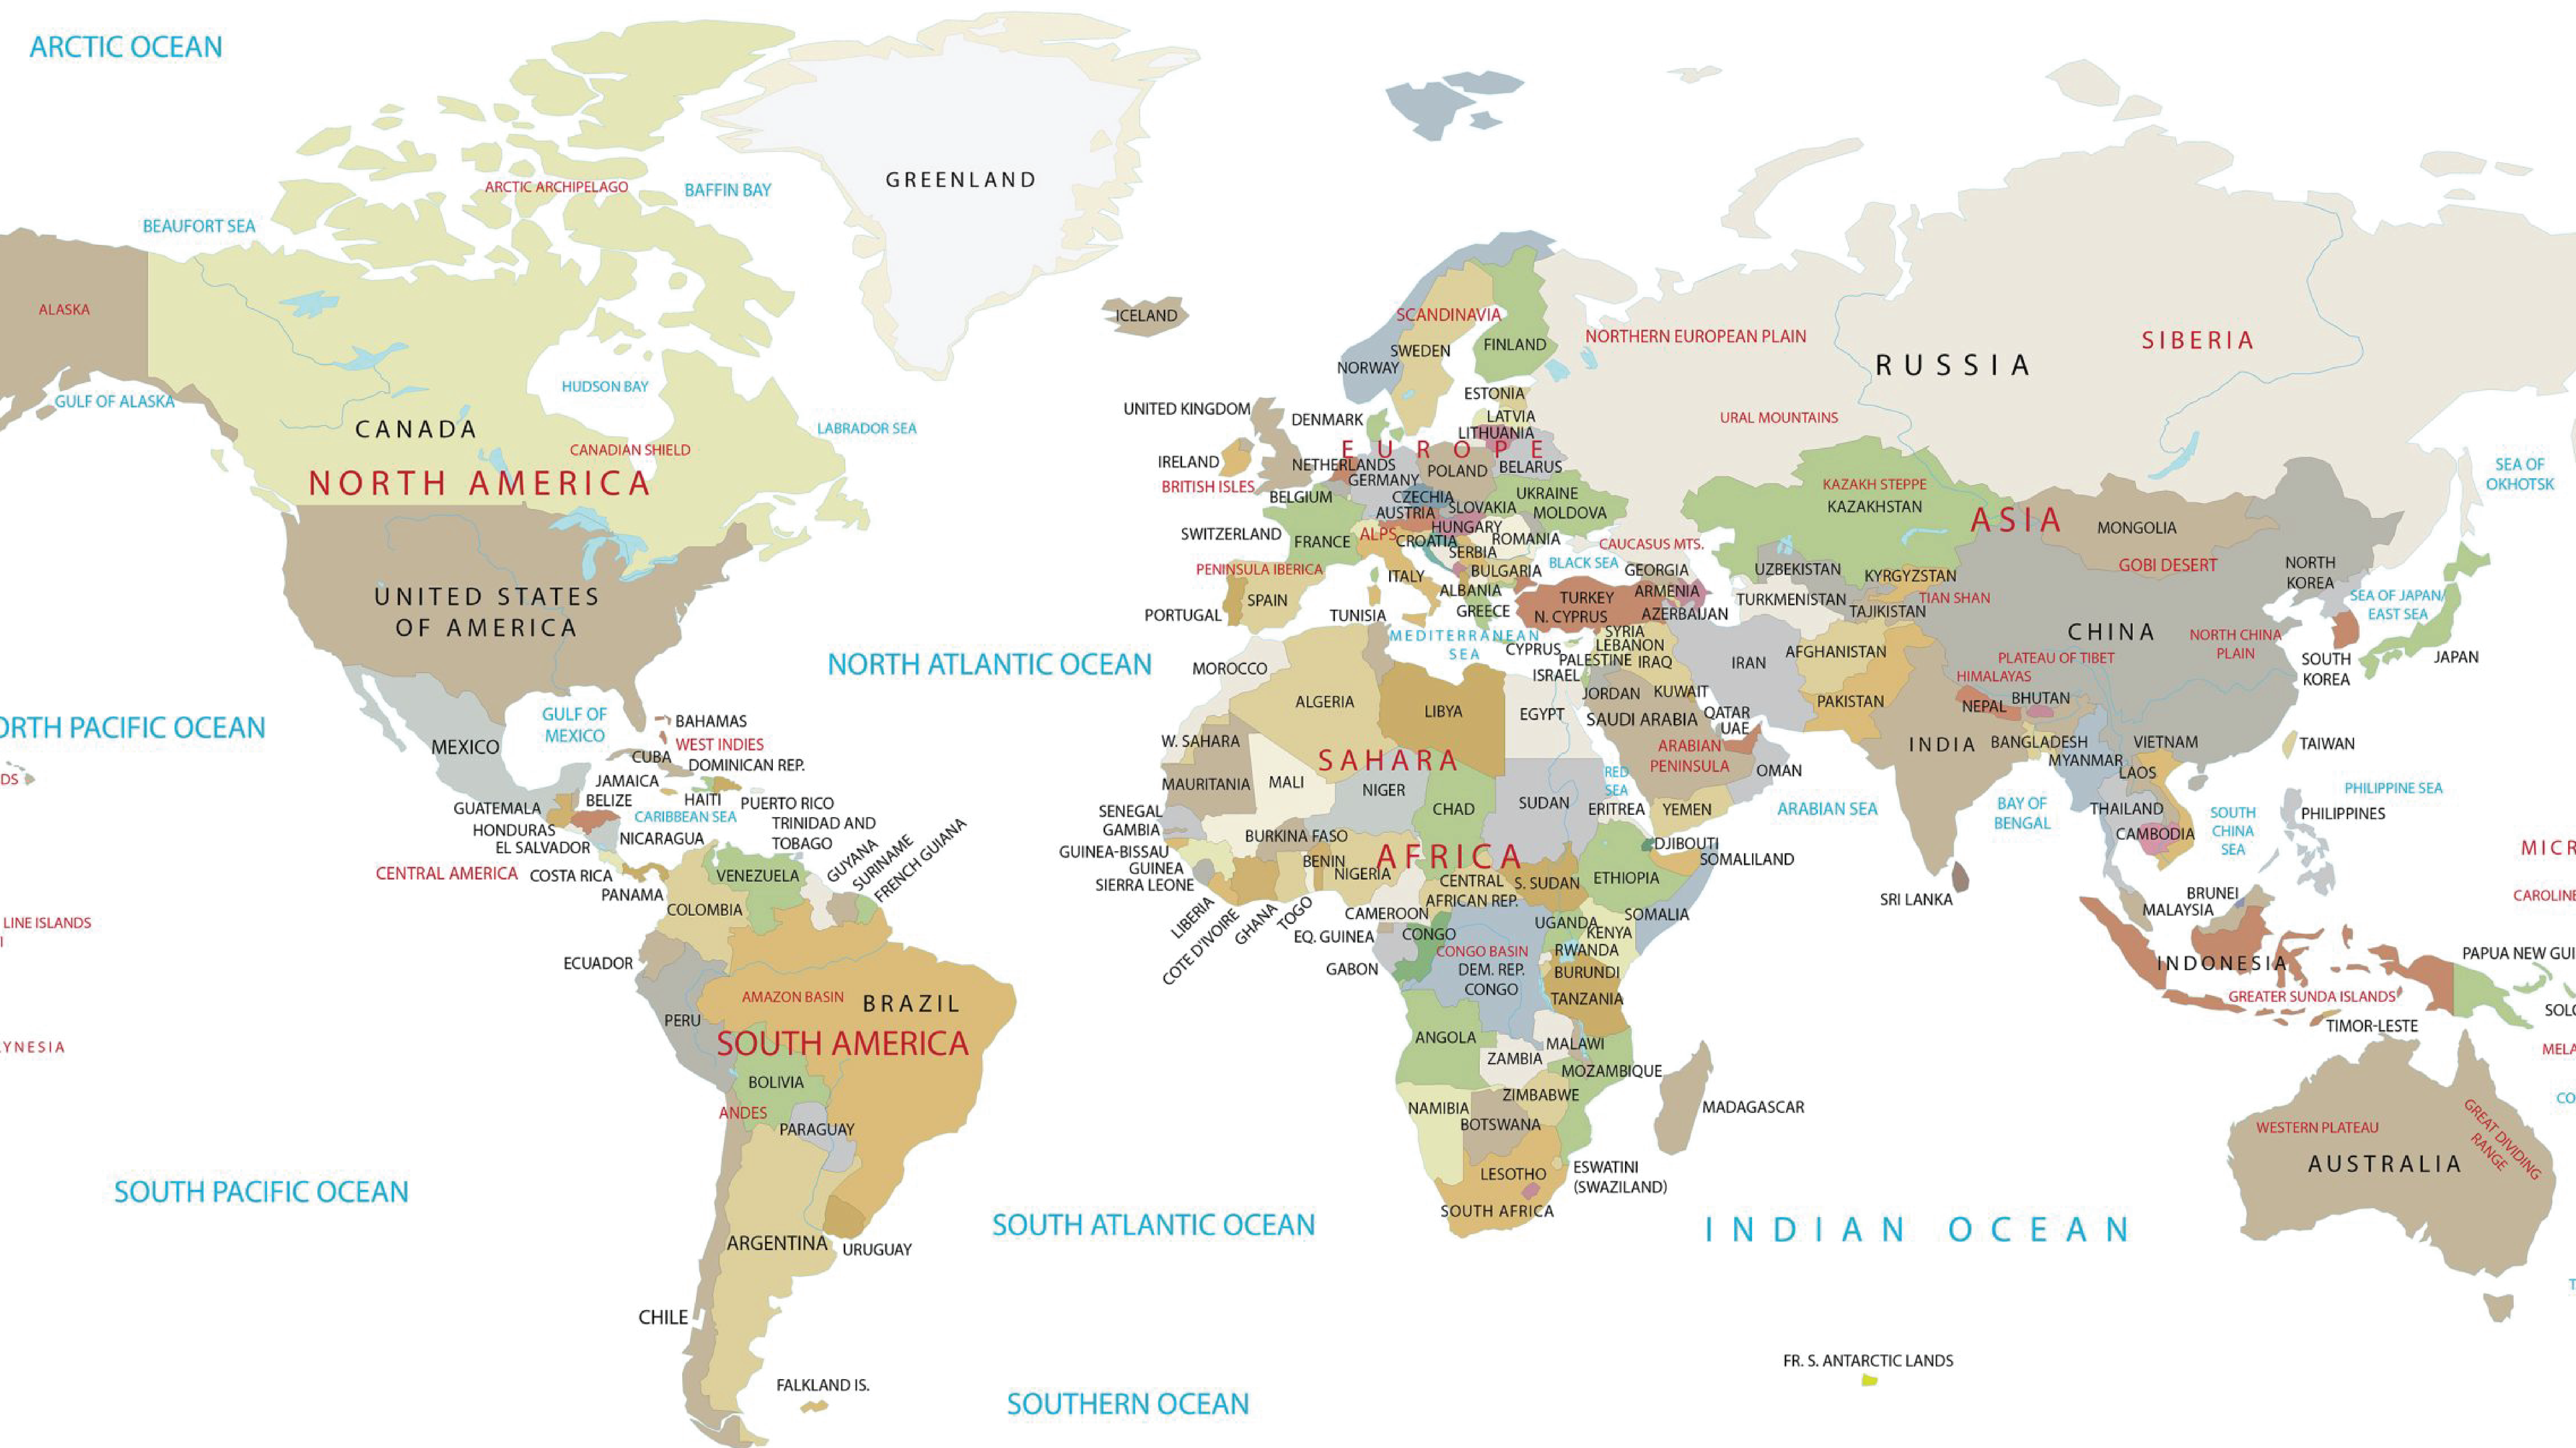 ARCTIC OCEAN
GREENLAND
ARCTIC ARCHIPELAGO
BAFFIN BAY
BEAUFORT SEA
ALASKA
GULF OF ALASKA
HUDSON BAY
CANADA
LABRADOR SEA
CANADIAN SHIELD
NORTH AMERICA
UNITED STATES
OF AMERICA
NORTH ATLANTIC OCEAN
ORTH PACIFIC OCEAN
GULF OF
MEXICO
BAHAMAS
WEST INDIES
MEXICO
CUBA
DOMINICAN REP.
DS
JAMAICA
HAITI
PUERTO RICO
BELIZE
GUATEMALA
CARIBBEAN SEA
TRINIDAD AND
TOBAGO
HONDURAS
NICARAGUA
EL SALVADOR
GUYANA
SURINAME
FRENCH GUIANA
CENTRAL AMERICA
COSTA RICA
PANAMA
VENEZUELA
COLOMBIA
LINE ISLANDS
I
ECUADOR
AMAZON BASIN
BRAZIL
PERU
SOUTH AMERICA
YNESIA
BOLIVIA
ANDES
PARAGUAY
SOUTH PACIFIC OCEAN
SOUTH ATLANTIC OCEAN
ARGENTINA
URUGUAY
CHILE
FALKLAND IS.
SOUTHERN OCEAN
ICELAND
SCANDINAVIA
SWEDEN
FINLAND
NORWAY
NORTHERN EUROPEAN PLAIN
RUSSIA
SIBERIA
ESTONIA
UNITED KINGDOM
DENMARK
LATVIA
LITHUANIA
URAL MOUNTAINS
EUROPE
IRELAND
NETHERLANDS
POLAND
BELARUS
GERMANY
BRITISH ISLES
BELGIUM
CZECHIA
UKRAINE
SLOVAKIA
AUSTRIA
MOLDOVA
HUNGARY
SWITZERLAND
FRANCE
ALPS
CROATIA
ROMANIA
SERBIA
CAUCASUS MTS.
BLACK SEA
GEORGIA
PENINSULA IBERICA
ITALY
BULGARIA
ALBANIA
ARMENIA
SPAIN
GREECE
TURKEY
PORTUGAL
TUNISIA
N. CYPRUS
AZERBAIJAN
MEDITERRANEAN
SEA
SYRIA
LEBANON
CYPRUS
PALESTINE
IRAQ
ISRAEL
IRAN
MOROCCO
JORDAN
KUWAIT
ALGERIA
LIBYA
EGYPT
SAUDI ARABIA
QATAR
UAE
W. SAHARA
SAHARA
ARABIAN
PENINSULA
OMAN
MAURITANIA
MALI
NIGER
RED
SEA
CHAD
SUDAN
ERITREA
YEMEN
ARABIAN SEA
SENEGAL
GAMBIA
BURKINA FASO
DJIBOUTI
GUINEA-BISSAU
GUINEA
SIERRA LEONE
BENIN
NIGERIA
AFRICA
SOMALILAND
CENTRAL
AFRICAN REP.
S. SUDAN
ETHIOPIA
LIBERIA
COTE D'IVOIRE
GHANA
TOGO
CAMEROON
SOMALIA
UGANDA
KENYA
EQ. GUINEA
CONGO
CONGO BASIN
RWANDA
GABON
DEM. REP.
CONGO
BURUNDI
TANZANIA
ANGOLA
MALAWI
ZAMBIA
MOZAMBIQUE
ZIMBABWE
NAMIBIA
BOTSWANA
MADAGASCAR
LESOTHO
ESWATINI
(SWAZILAND)
SOUTH AFRICA
INDIAN OCEAN
FR. S. ANTARCTIC LANDS
KAZAKH STEPPE
KAZAKHSTAN
ASIA
MONGOLIA
SEA OF
OKHOTSK
GOBI DESERT
UZBEKISTAN
KYRGYZSTAN
NORTH
KOREA
TURKMENISTAN
TIAN SHAN
TAJIKISTAN
SEA OF JAPAN/
EAST SEA
CHINA
NORTH CHINA
PLAIN
AFGHANISTAN
PLATEAU OF TIBET
SOUTH
KOREA
JAPAN
HIMALAYAS
PAKISTAN
NEPAL
BHUTAN
INDIA
BANGLADESH
VIETNAM
TAIWAN
MYANMAR
LAOS
PHILIPPINE SEA
BAY OF
BENGAL
THAILAND
SOUTH
CHINA
SEA
PHILIPPINES
CAMBODIA
MICR
SRI LANKA
BRUNEI
MALAYSIA
CAROLINE
PAPUA NEW GUI
INDONESIA
GREATER SUNDA ISLANDS
SOLO
TIMOR-LESTE
MELA
CO
WESTERN PLATEAU
GREAT DIVIDING
RANGE
AUSTRALIA
T